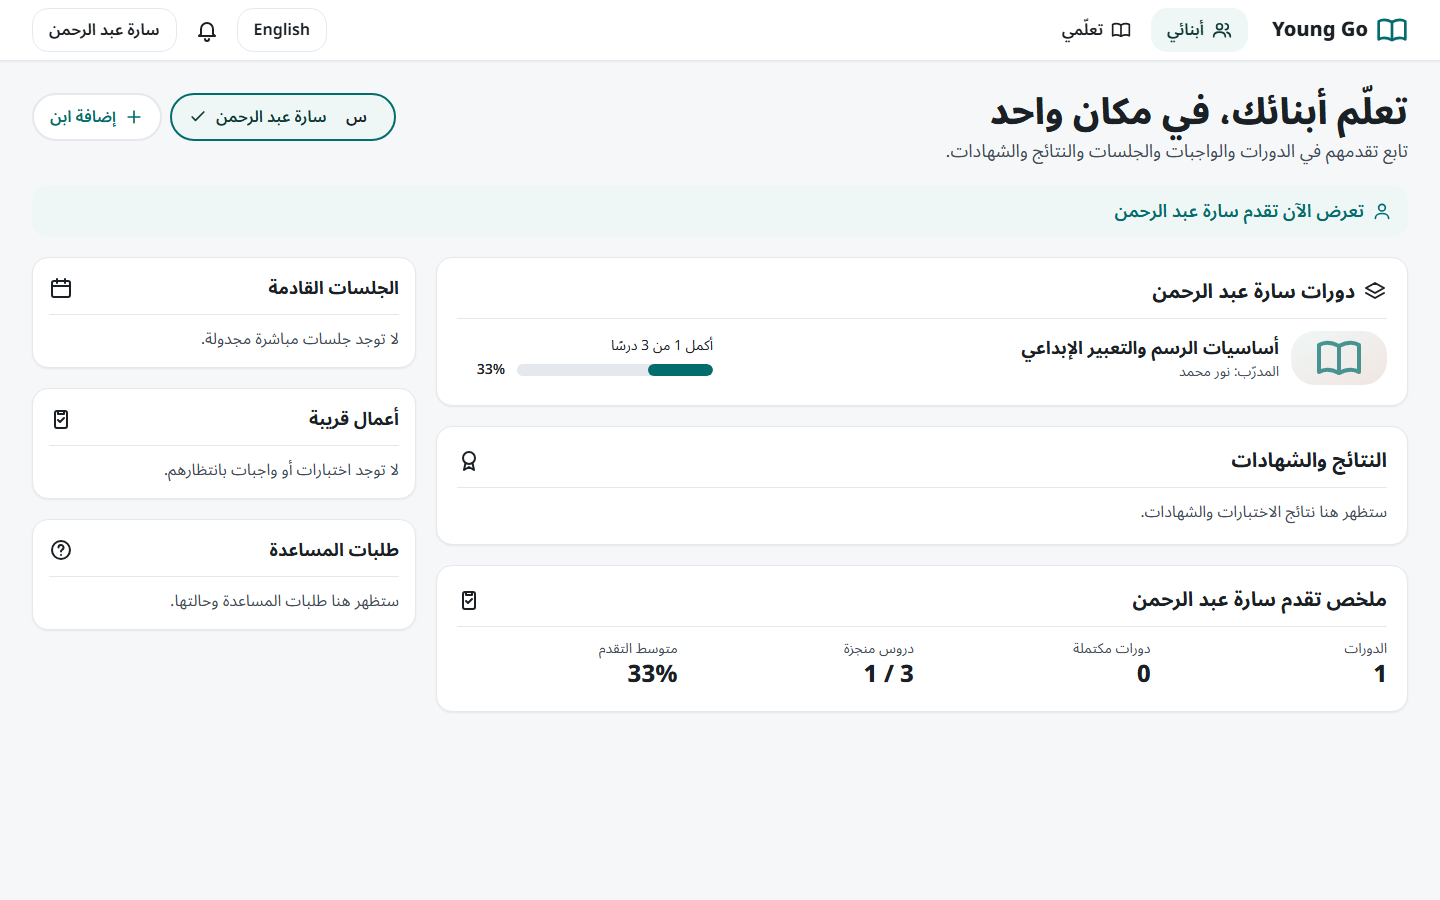 Young Go
أبنائي
تعلّمي
English
سارة عبد الرحمن
تعلّم أبنائك، في مكان واحد
تابع تقدمهم في الدورات والواجبات والجلسات والنتائج والشهادات.
س سارة عبد الرحمن
إضافة ابن
تعرض الآن تقدم سارة عبد الرحمن
دورات سارة عبد الرحمن
أساسيات الرسم والتعبير الإبداعي
المدرّب: نور محمد
أكمل 1 من 3 درسًا
33%
النتائج والشهادات
ستظهر هنا نتائج الاختبارات والشهادات.
ملخص تقدم سارة عبد الرحمن
الدورات
1
دورات مكتملة
0
دروس منجزة
1 / 3
متوسط التقدم
33%
الجلسات القادمة
لا توجد جلسات مباشرة مجدولة.
أعمال قريبة
لا توجد اختبارات أو واجبات بانتظارهم.
طلبات المساعدة
ستظهر هنا طلبات المساعدة وحالتها.